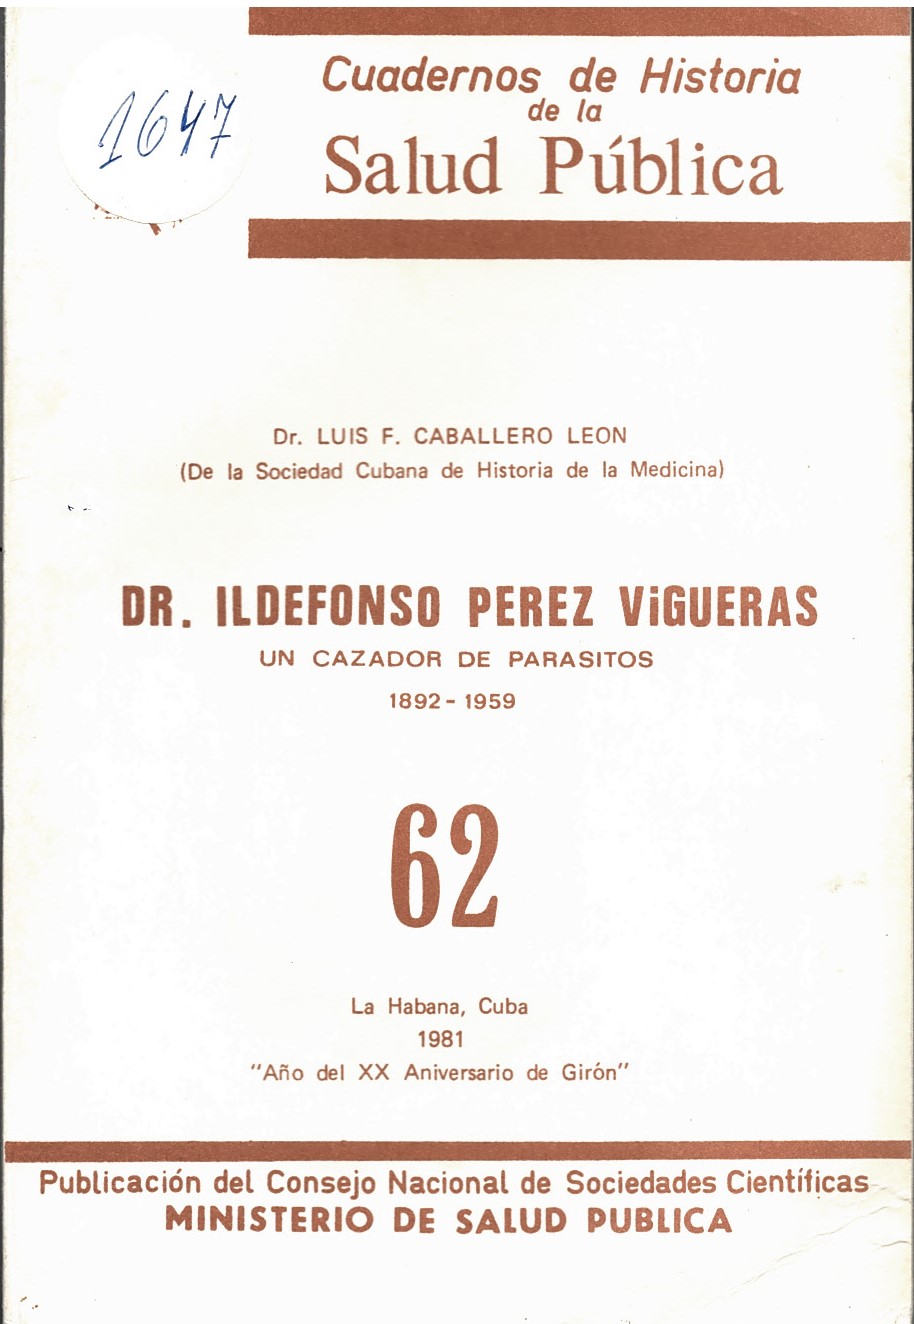 1647
Cuadernos de Historia
de la
Salud Pública
Dr. LUIS F. CABALLERO LEON
(De la Sociedad Cubana de Historia de la Medicina)
DR. ILDEFONSO PEREZ ViGUERAS
UN CAZADOR DE PARASITOS
1892 - 1959
62
La Habana, Cuba
1981
"Año del XX Aniversario de Girón"
Publicación del Consejo Nacional de Sociedades Científicas
MINISTERIO DE SALUD PUBLICA